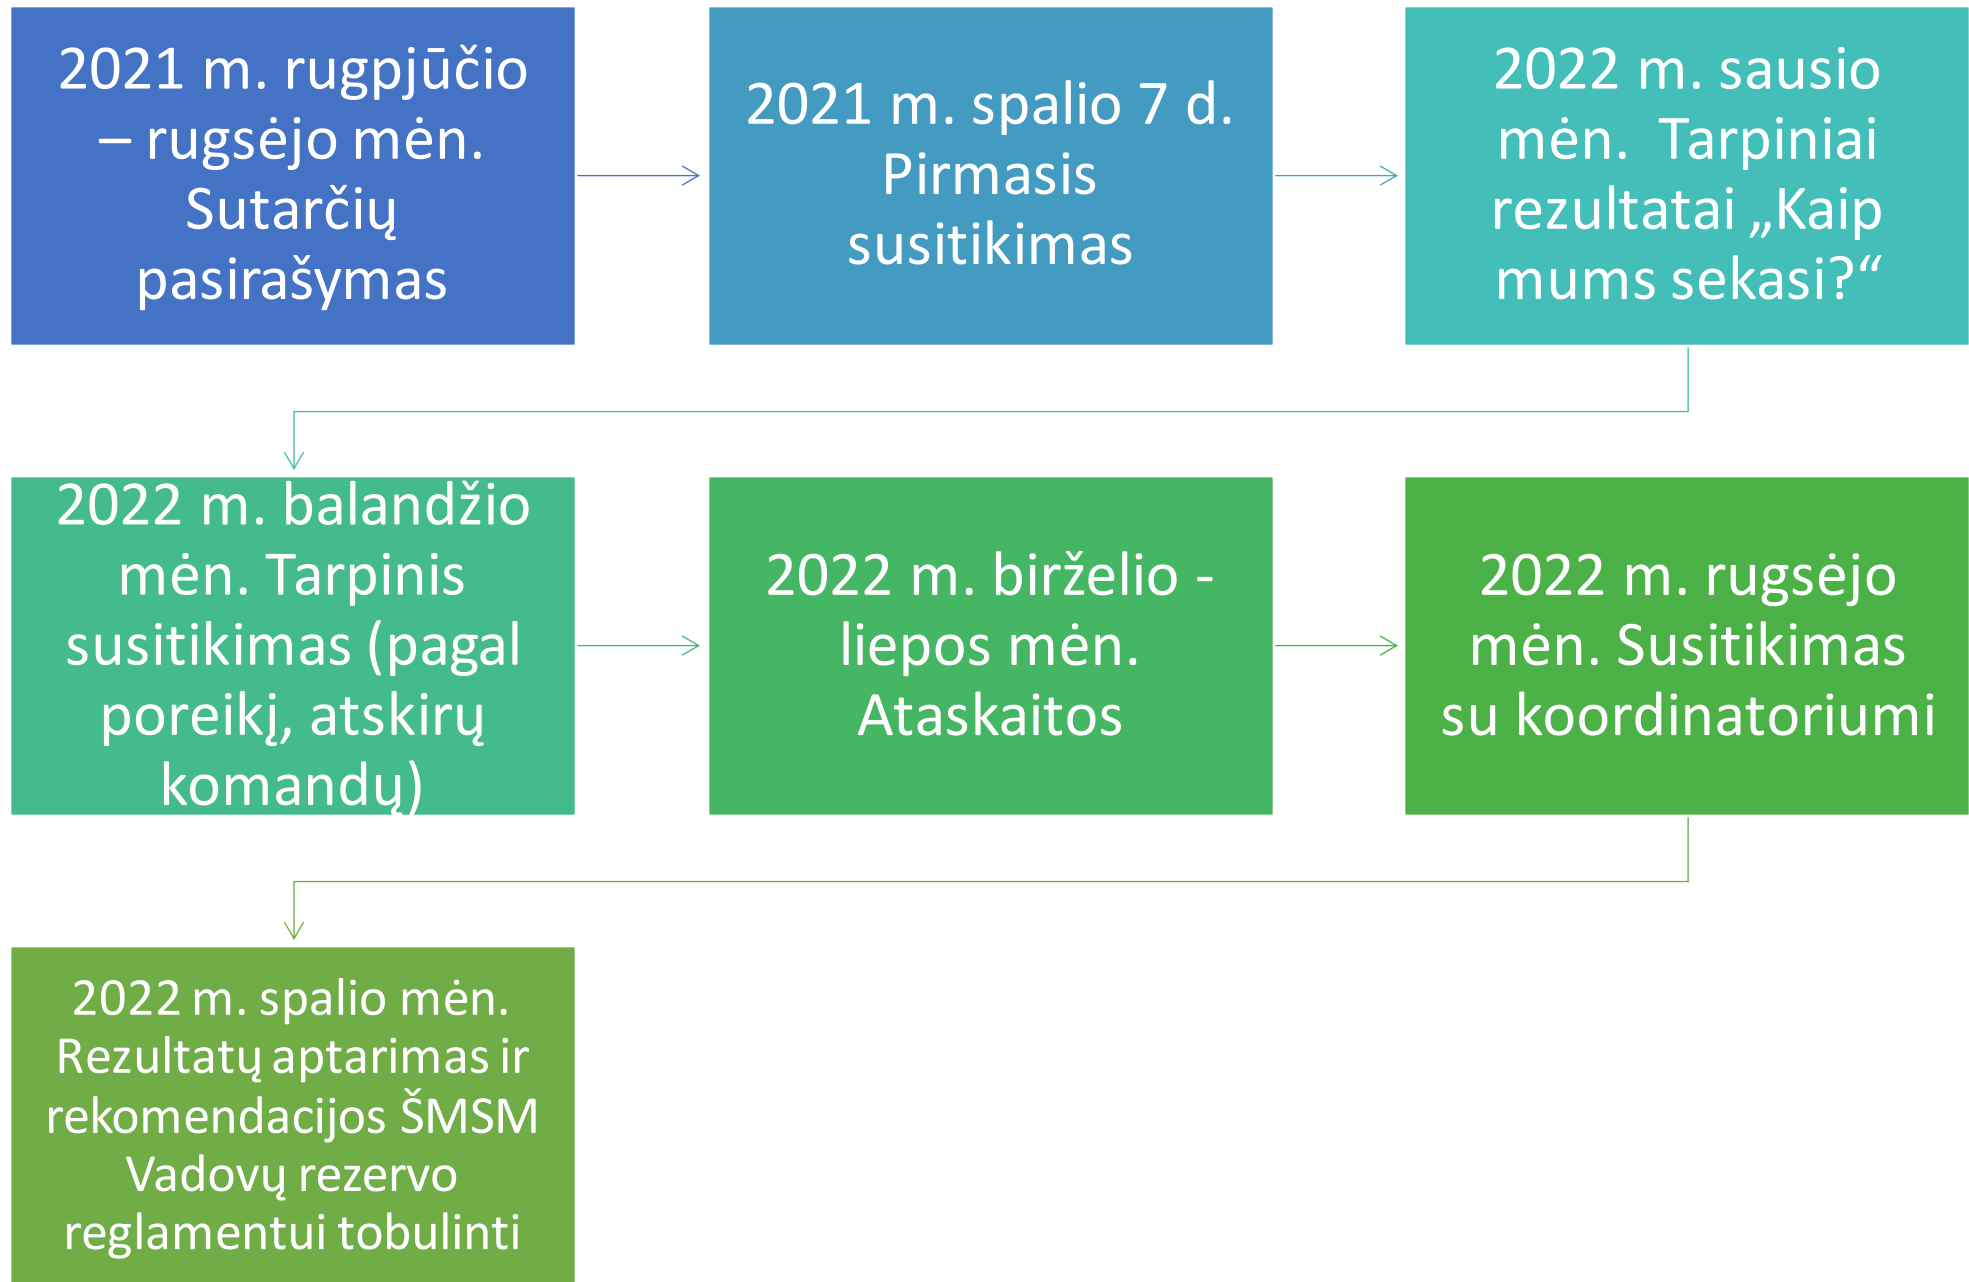 2021 m. rugpjūčio
– rugsėjo mėn.
Sutarčių
pasirašymas
2021 m. spalio 7 d.
Pirmasis
susitikimas
2022 m. sausio
mėn.  Tarpiniai
rezultatai „Kaip
mums sekasi?“
2022 m. balandžio
mėn. Tarpinis
susitikimas (pagal
poreikį, atskirų
komandų)
2022 m. birželio -
liepos mėn.
Ataskaitos
2022 m. rugsėjo
mėn. Susitikimas
su koordinatoriumi
2022 m. spalio mėn.
Rezultatų aptarimas ir
rekomendacijos ŠMSM
Vadovų rezervo
reglamentui tobulinti